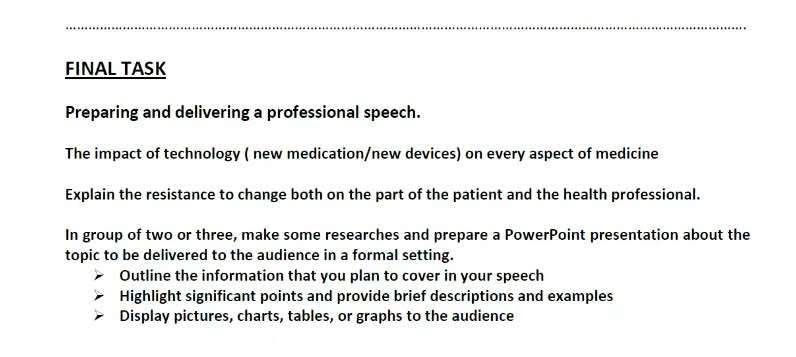 ………………………………………………………………………………………………………………………………………………………….
FINAL TASK
Preparing and delivering a professional speech.
The impact of technology ( new medication/new devices) on every aspect of medicine
Explain the resistance to change both on the part of the patient and the health professional.
In group of two or three, make some researches and prepare a PowerPoint presentation about the
topic to be delivered to the audience in a formal setting.
➢ Outline the information that you plan to cover in your speech
➢ Highlight significant points and provide brief descriptions and examples
➢ Display pictures, charts, tables, or graphs to the audience